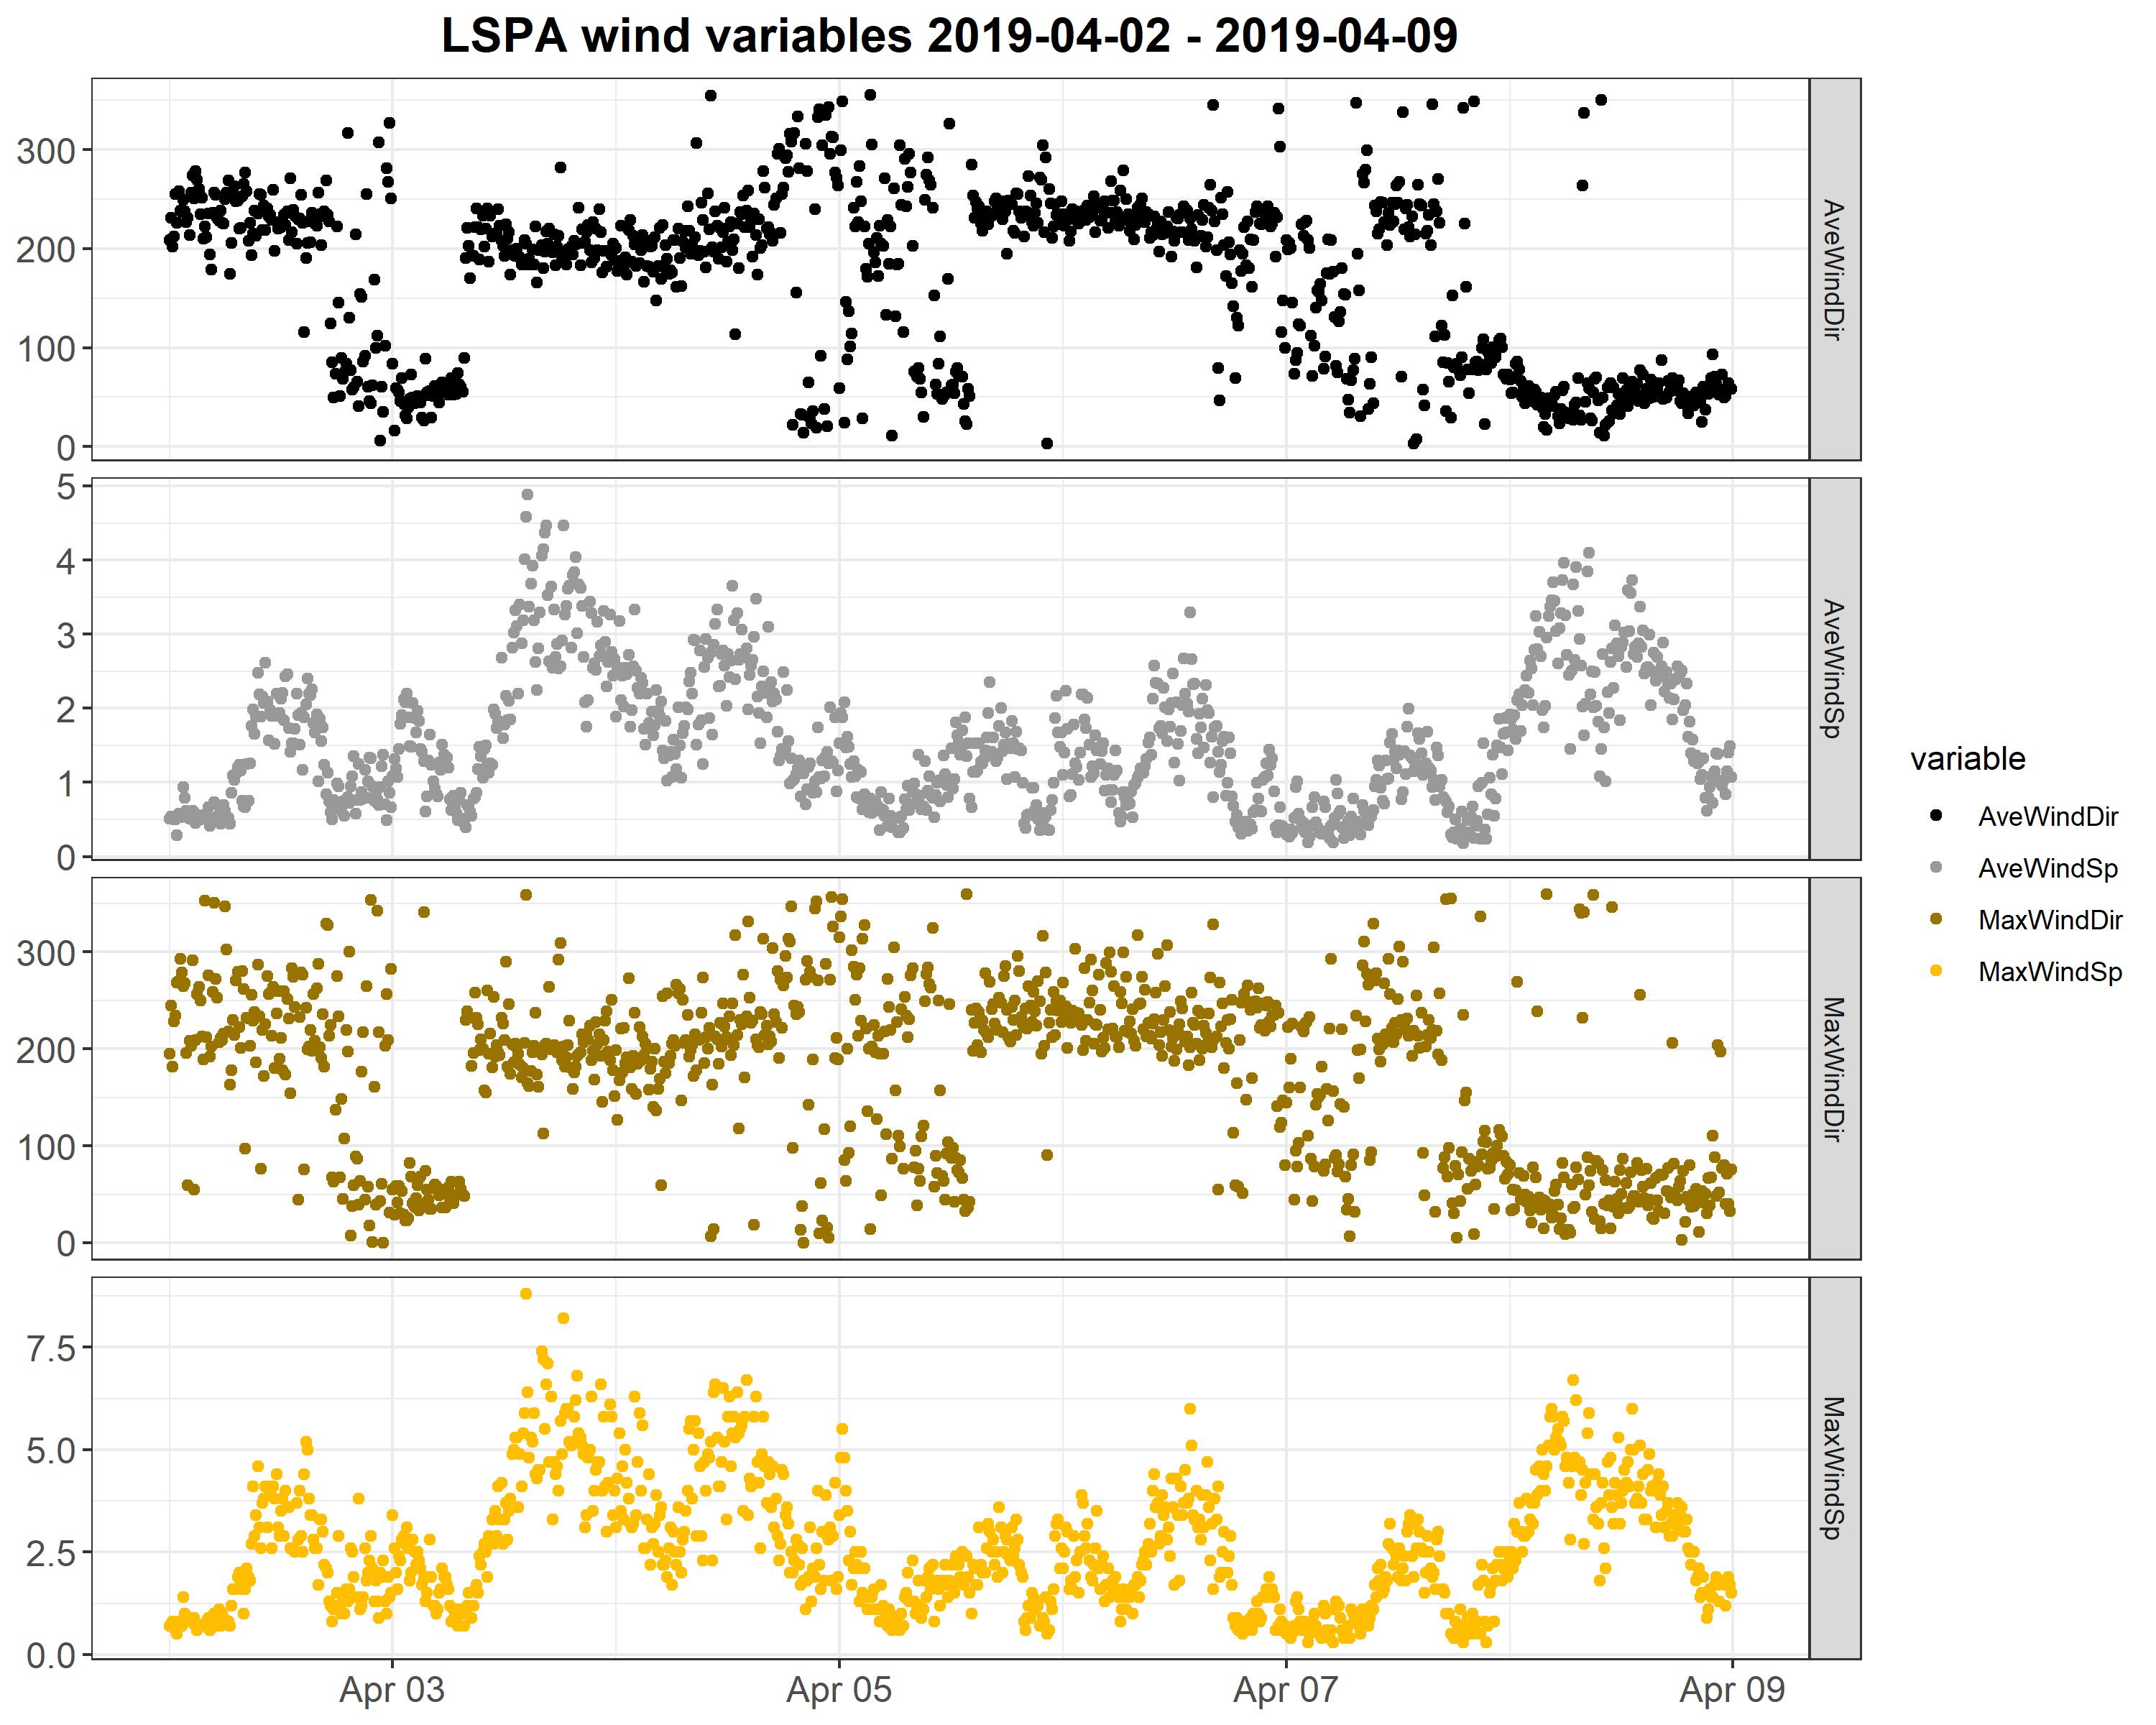 LSPA wind variables 2019-04-02 - 2019-04-09
300
200
100
0
AveWindDir
5
4
3
2
1
0
AveWindSp
300
200
100
0
MaxWindDir
7.5
5.0
2.5
0.0
MaxWindSp
Apr 03 Apr 05 Apr 07 Apr 09
variable
AveWindDir
AveWindSp
MaxWindDir
MaxWindSp